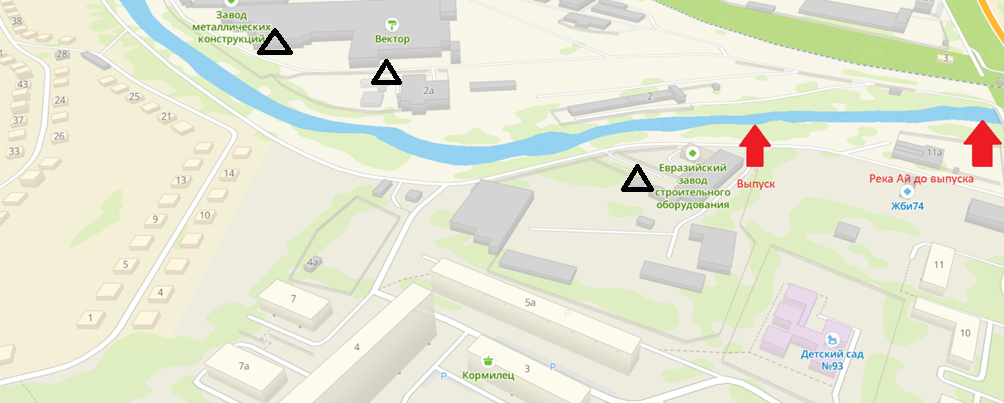 Завод
металлических
конструкций
Вектор
38
28
43
24
37
26
33
25
21
2а
2
3
13
14
9
10
5
1
4
4а
7
7а
4
5а
3
Кормилец
Р
Р
Евразийский
завод
строительного
оборудования
Выпуск
Река Ай до выпуска
11а
Жби74
11
10
Детский сад
№93